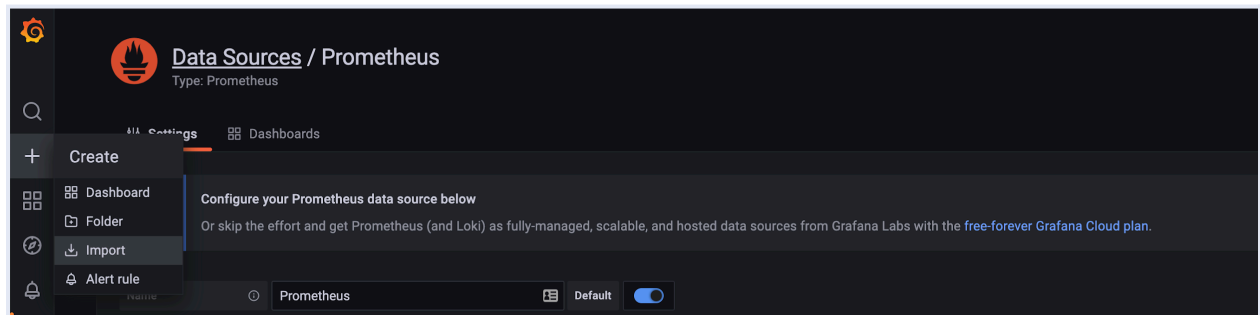 Data Sources / Prometheus
Type: Prometheus
Settings
Dashboards
Create
Dashboard
Folder
Import
Alert rule
Configure your Prometheus data source below
Or skip the effort and get Prometheus (and Loki) as fully-managed, scalable, and hosted data sources from Grafana Labs with the free-forever Grafana Cloud plan.
Name
Prometheus
Default